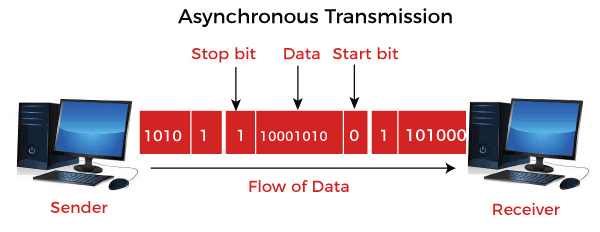 Asynchronous Transmission
Stop bit Data Start bit
1010 1 1 10001010 0 1 101000
Flow of Data
Sender Receiver